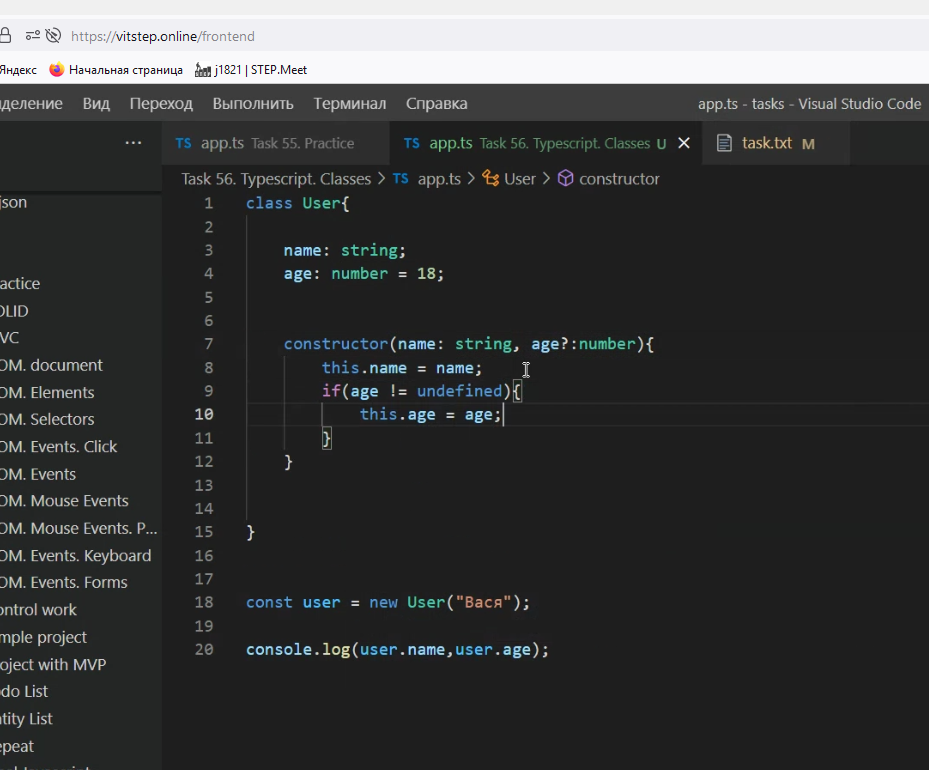 https://vitstep.online/frontend
Яндекс Начальная страница j1821 | STEP.Meet
Вид Переход Выполнить Терминал Справка app.ts - tasks - Visual Studio Code
... TS app.ts Task 55. Practice TS app.ts Task 56. Typescript. Classes U task.txt M
Task 56. Typescript. Classes > TS app.ts > User > constructor
json
actice
OLID
VC
OM. document
OM. Elements
OM. Selectors
OM. Events. Click
OM. Events
OM. Mouse Events
OM. Mouse Events. P...
OM. Events. Keyboard
OM. Events. Forms
ontrol work
mple project
oject with MVP
do List
tity List
epeat
1 class User{
2
3 name: string;
4 age: number = 18;
5
6
7 constructor(name: string, age?:number){
8 this.name = name;
9 if(age != undefined){
10 this.age = age;
11 }
12 }
13
14
15 }
16
17
18 const user = new User("Вася");
19
20 console.log(user.name,user.age);